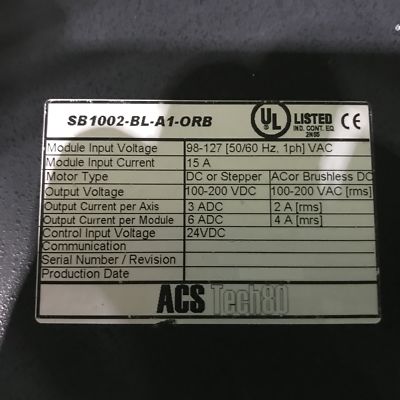 SB1002-BL-A1-ORB
UL LISTED CE
IND. CONT. EQ.
2N65
Module Input Voltage 98-127 [50/60 Hz, 1ph] VAC
Module Input Current 15 A
Motor Type DC or Stepper ACor Brushless DC
Output Voltage 100-200 VDC 100-200 VAC [rms]
Output Current per Axis 3 ADC 2 A [rms]
Output Current per Module 6 ADC 4 A [mrs]
Control Input Voltage 24VDC
Communication
Serial Number / Revision
Production Date
ACS Tech80